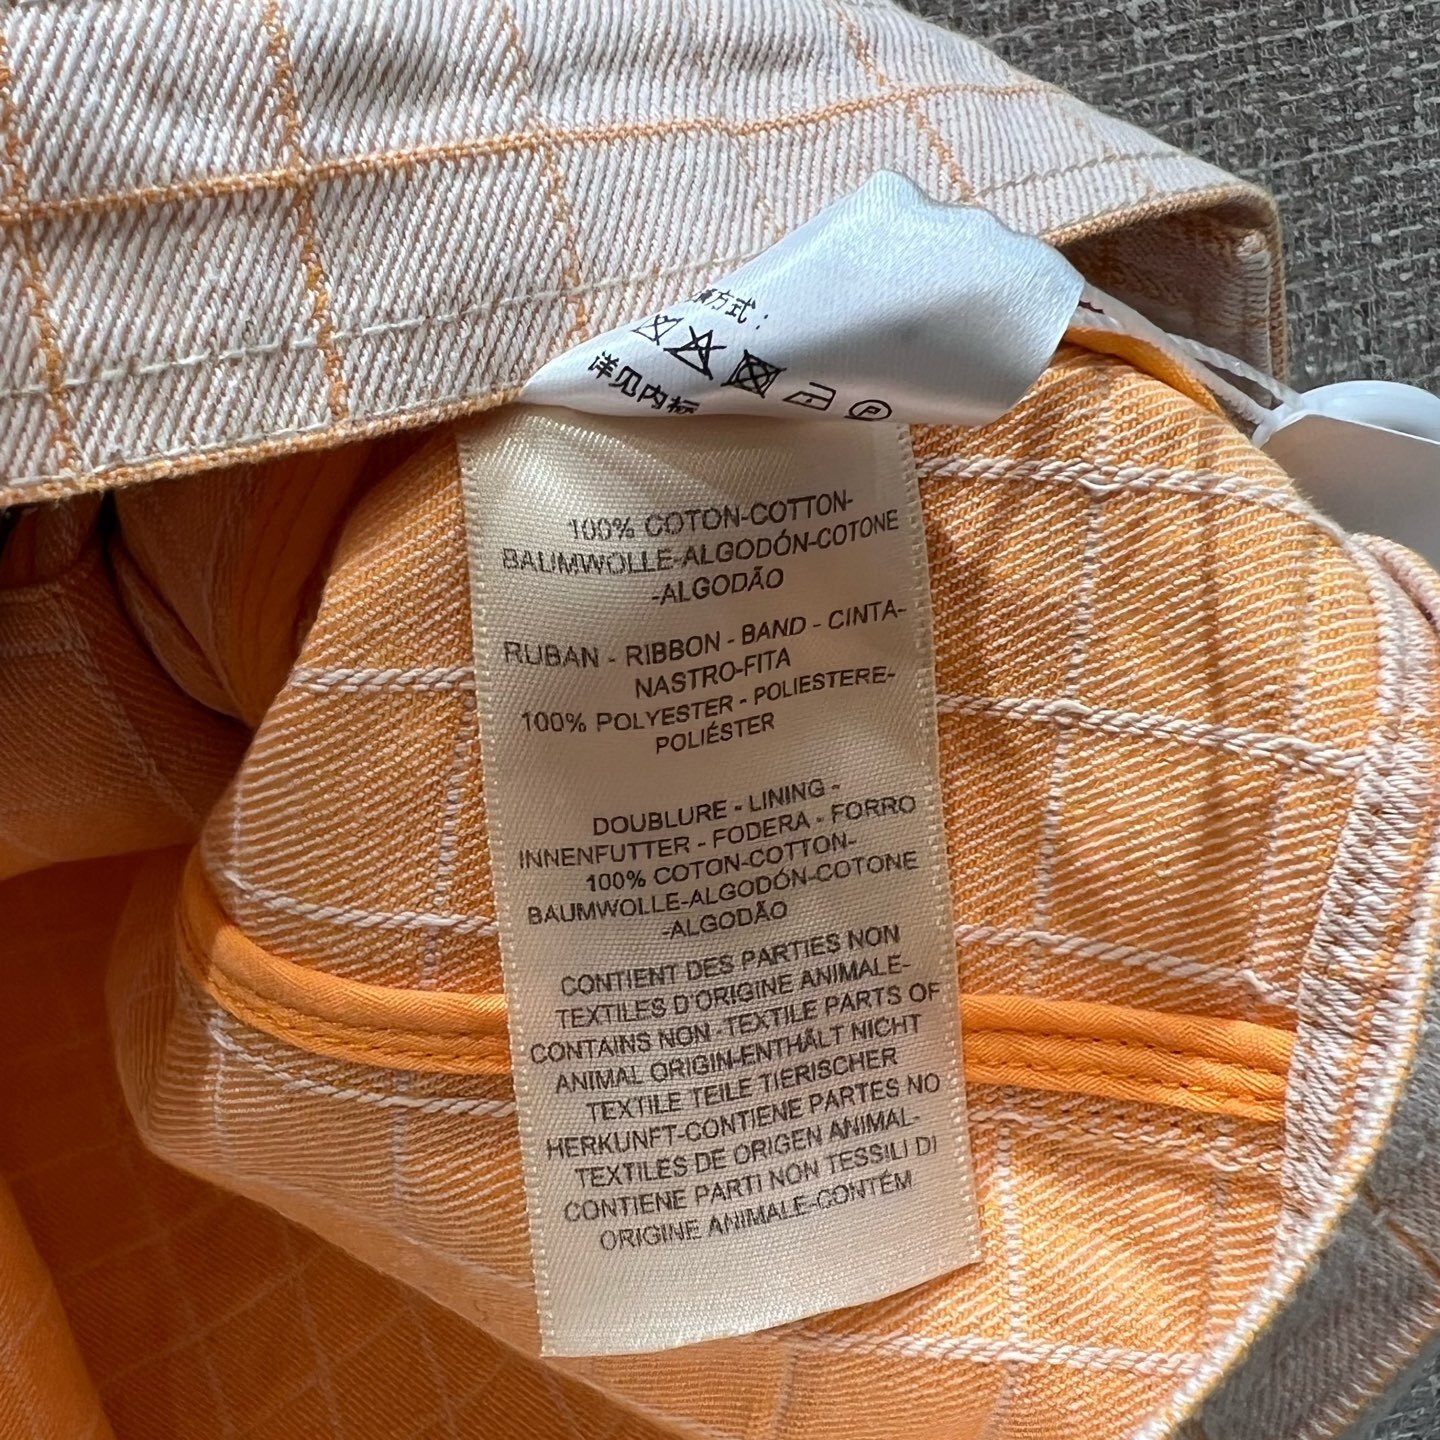 方式：
详见内标
Ⓟ
100% COTON-COTTON-
BAUMWOLLE-ALGODÓN-COTONE
-ALGODÃO
RUBAN - RIBBON - BAND - CINTA-
NASTRO-FITA
100% POLYESTER - POLIESTERE-
POLIÉSTER
DOUBLURE - LINING -
INNENFUTTER - FODERA - FORRO
100% COTON-COTTON-
BAUMWOLLE-ALGODÓN-COTONE
-ALGODÃO
CONTIENT DES PARTIES NON
TEXTILES D'ORIGINE ANIMALE-
CONTAINS NON -TEXTILE PARTS OF
ANIMAL ORIGIN-ENTHÄLT NICHT
TEXTILE TEILE TIERISCHER
HERKUNFT-CONTIENE PARTES NO
TEXTILES DE ORIGEN ANIMAL-
CONTIENE PARTI NON TESSILI DI
ORIGINE ANIMALE-CONTÉM